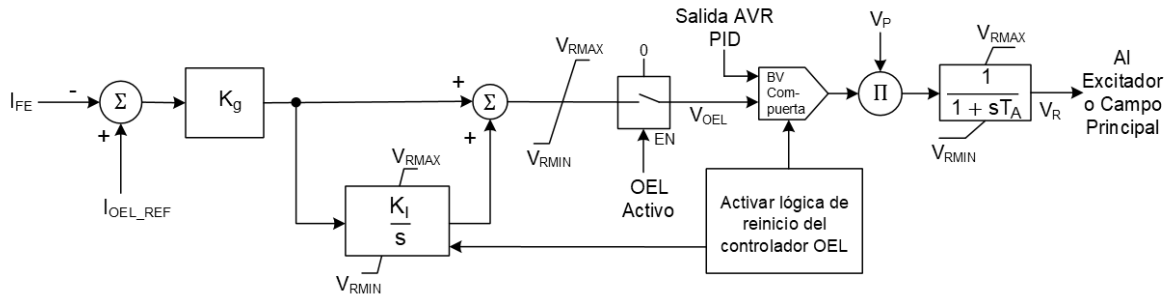 I_FE
-
Σ
+
I_OEL_REF
K_g
V_RMAX
K_I
s
V_RMIN
+
+
Σ
V_RMAX
V_RMIN
0
EN
OEL
Activo
V_OEL
Salida AVR
PID
BV
Com-
puerta
Activar lógica de
reinicio del
controlador OEL
V_P
Π
V_RMAX
1
1 + sT_A
V_RMIN
V_R
Al
Excitador
o Campo
Principal